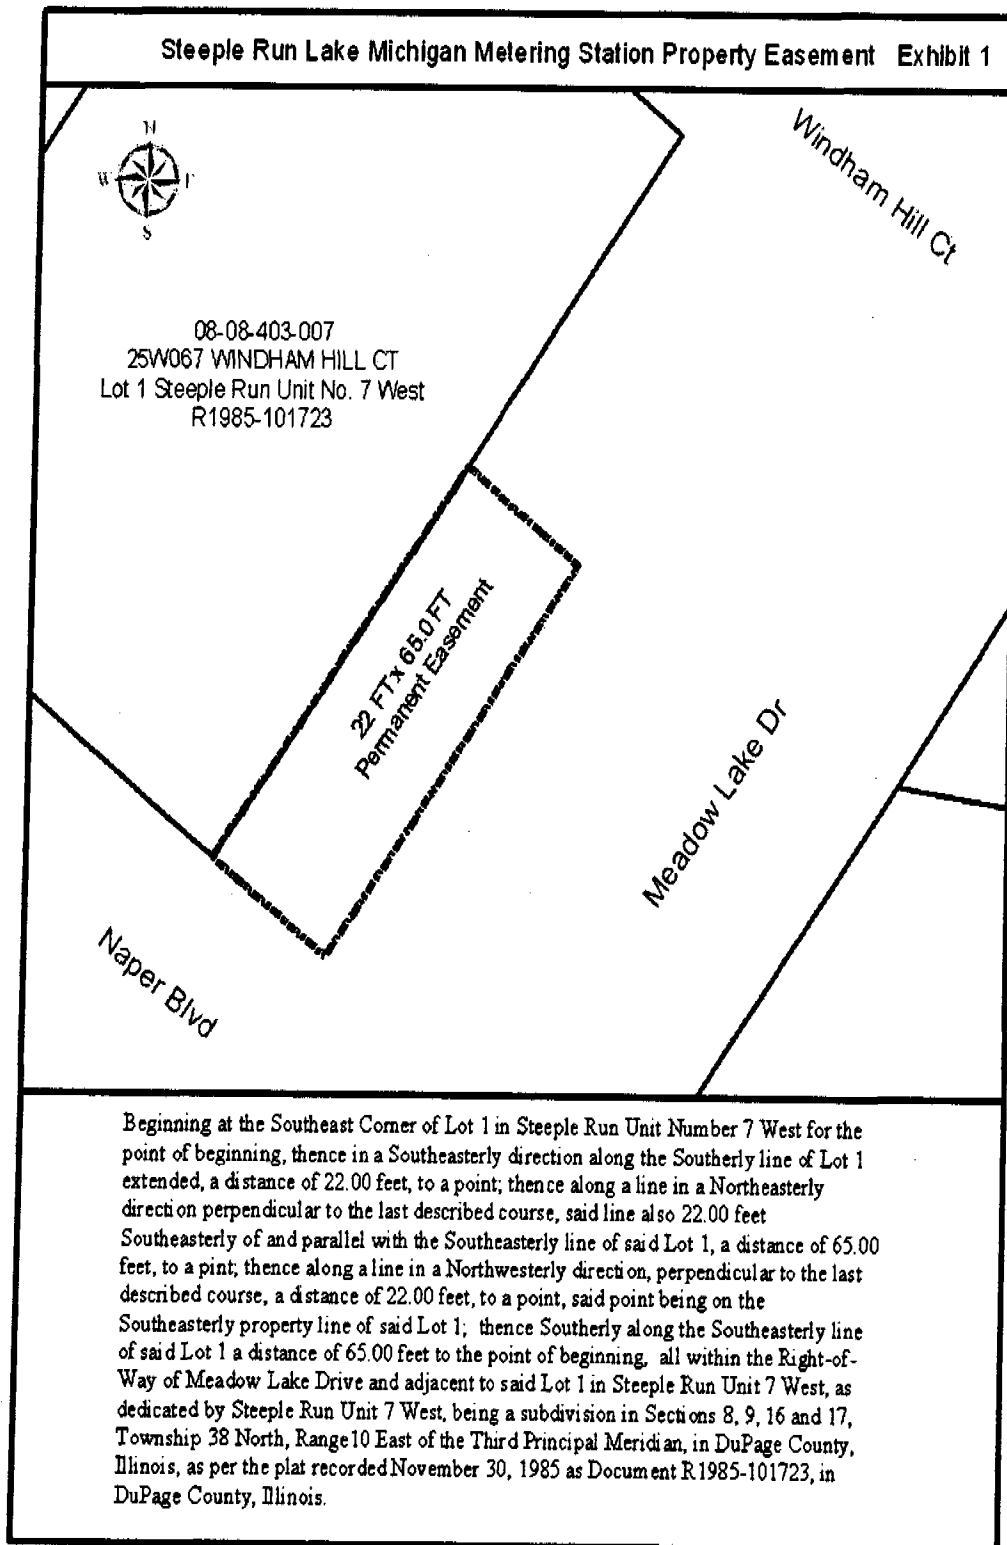 Steeple Run Lake Michigan Metering Station Property Easement Exhibit 1
Windham Hill Ct
N
W
S
08-08-403-007
25W067 WINDHAM HILL CT
Lot 1 Steeple Run Unit No. 7 West
R1985-101723
22 FT x 65.0 FT
Permanent Easement
Meadow Lake Dr
Naper Blvd
Beginning at the Southeast Corner of Lot 1 in Steeple Run Unit Number 7 West for the
point of beginning, thence in a Southeasterly direction along the Southerly line of Lot 1
extended, a distance of 22.00 feet, to a point; thence along a line in a Northeasterly
direction perpendicular to the last described course, said line also 22.00 feet
Southeasterly of and parallel with the Southeasterly line of said Lot 1, a distance of 65.00
feet, to a pint; thence along a line in a Northwesterly direction, perpendicular to the last
described course, a distance of 22.00 feet, to a point, said point being on the
Southeasterly property line of said Lot 1; thence Southerly along the Southeasterly line
of said Lot 1 a distance of 65.00 feet to the point of beginning, all within the Right-of-
Way of Meadow Lake Drive and adjacent to said Lot 1 in Steeple Run Unit 7 West, as
dedicated by Steeple Run Unit 7 West, being a subdivision in Sections 8, 9, 16 and 17,
Township 38 North, Range 10 East of the Third Principal Meridian, in DuPage County,
Illinois, as per the plat recorded November 30, 1985 as Document R1985-101723, in
DuPage County, Illinois.